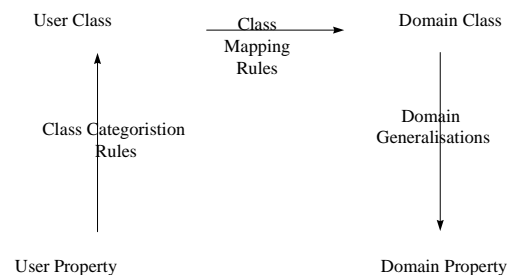 User Class
Class
Mapping
Rules
Domain Class
Class Categoristion
Rules
Domain
Generalisations
User Property
Domain Property